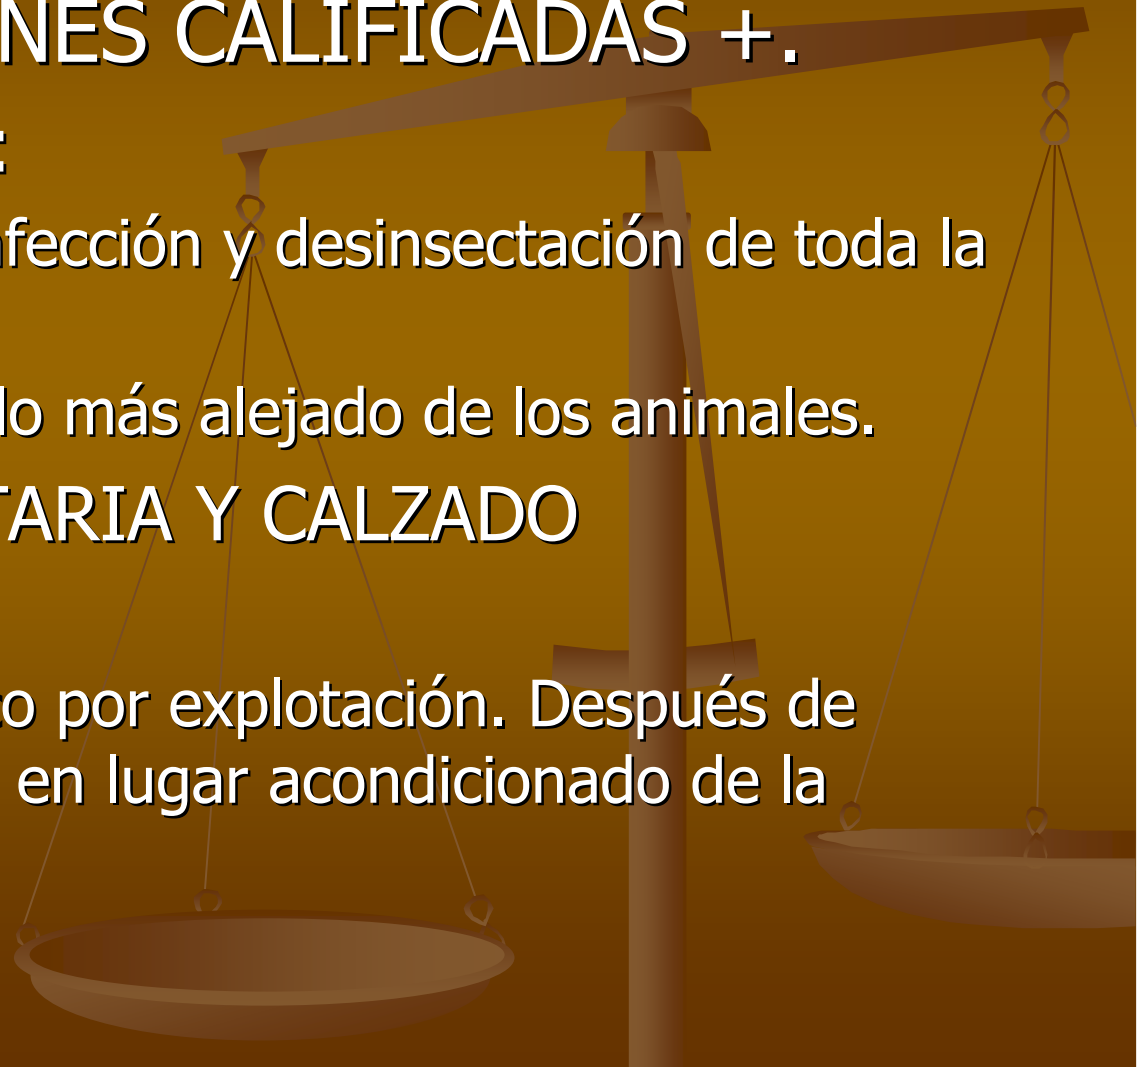 NES CALIFICADAS +.
:
fección y desinsectación de toda la
lo más alejado de los animales.
TARIA Y CALZADO
o por explotación. Después de
en lugar acondicionado de la